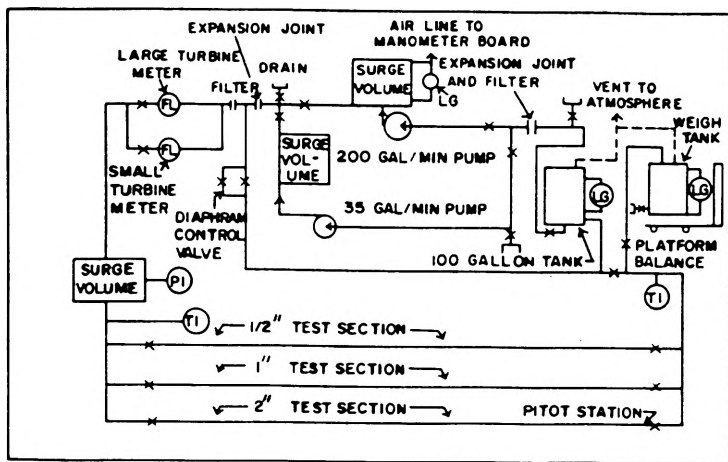 EXPANSION JOINT
LARGE TURBINE
METER
FILTER
DRAIN
AIR LINE TO
MANOMETER BOARD
EXPANSION JOINT
AND FILTER
VENT TO
ATMOSPHERE
WEIGH
TANK
SURGE
VOLUME
LG
FL
FL
SMALL
TURBINE
METER
SURGE
VOL-
UME
200 GAL/MIN PUMP
35 GAL/MIN PUMP
DIAPHRAM
CONTROL
VALVE
LG
LG
PLATFORM
BALANCE
100 GALLON TANK
SURGE
VOLUME
PI
TI
TI
1/2" TEST SECTION
1" TEST SECTION
2" TEST SECTION
PITOT STATION